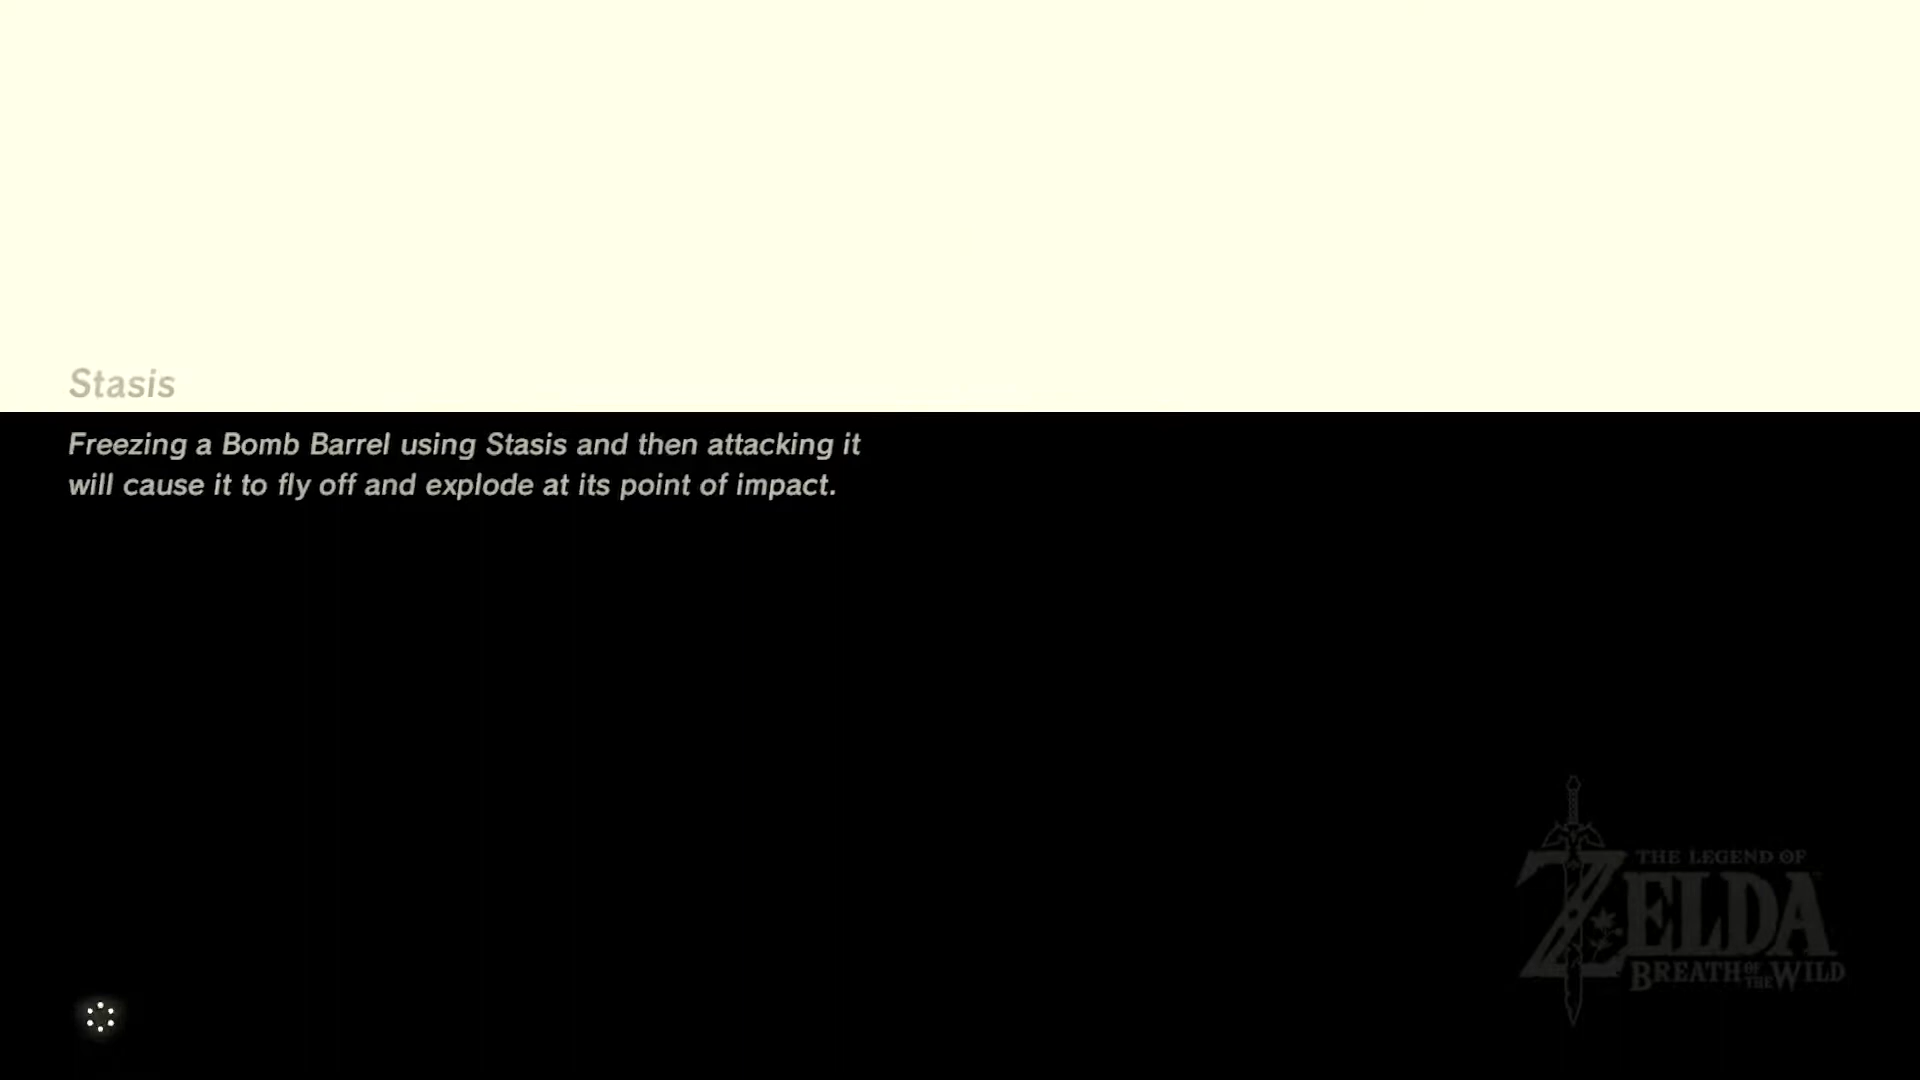 Stasis
Freezing a Bomb Barrel using Stasis and then attacking it
will cause it to fly off and explode at its point of impact.
THE LEGEND OF
ZELDA
BREATH OF THE WILD